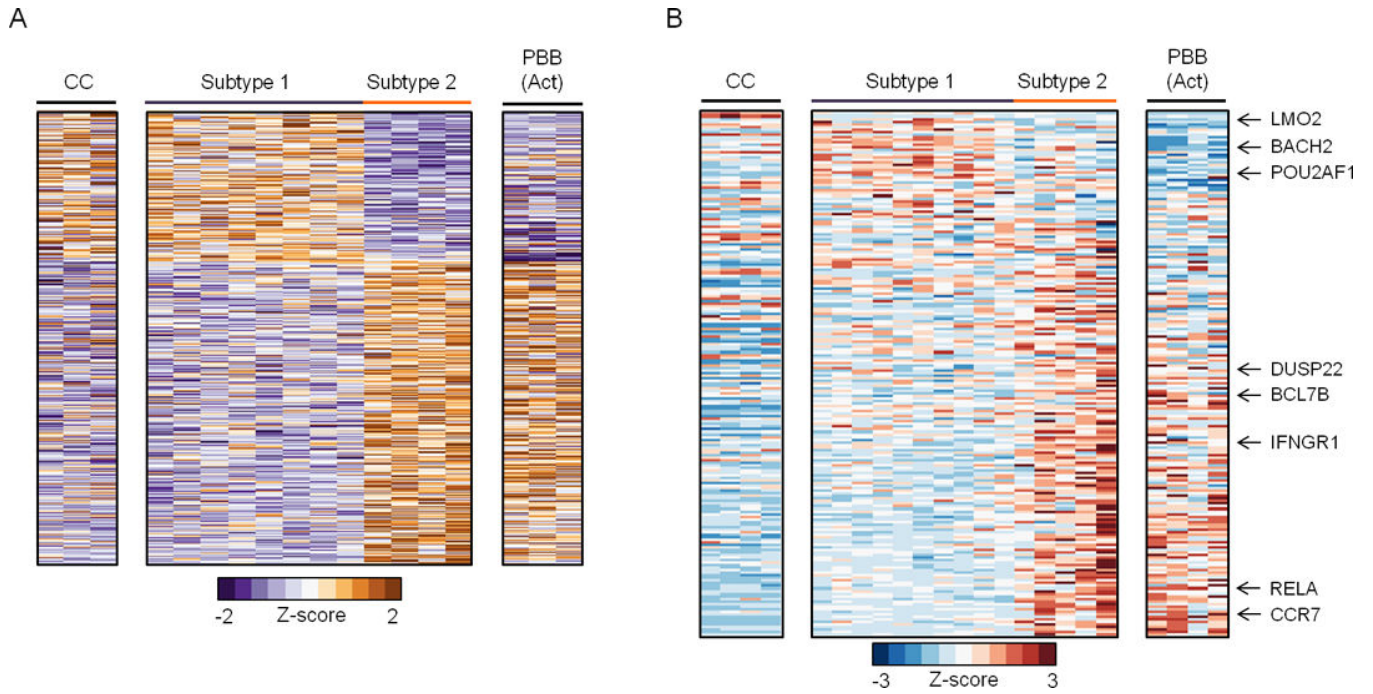 A
CC
Subtype 1
Subtype 2
PBB
(Act)
-2
Z-score
2
B
CC
Subtype 1
Subtype 2
PBB
(Act)
LMO2
BACH2
POU2AF1
DUSP22
BCL7B
IFNGR1
RELA
CCR7
-3
Z-score
3